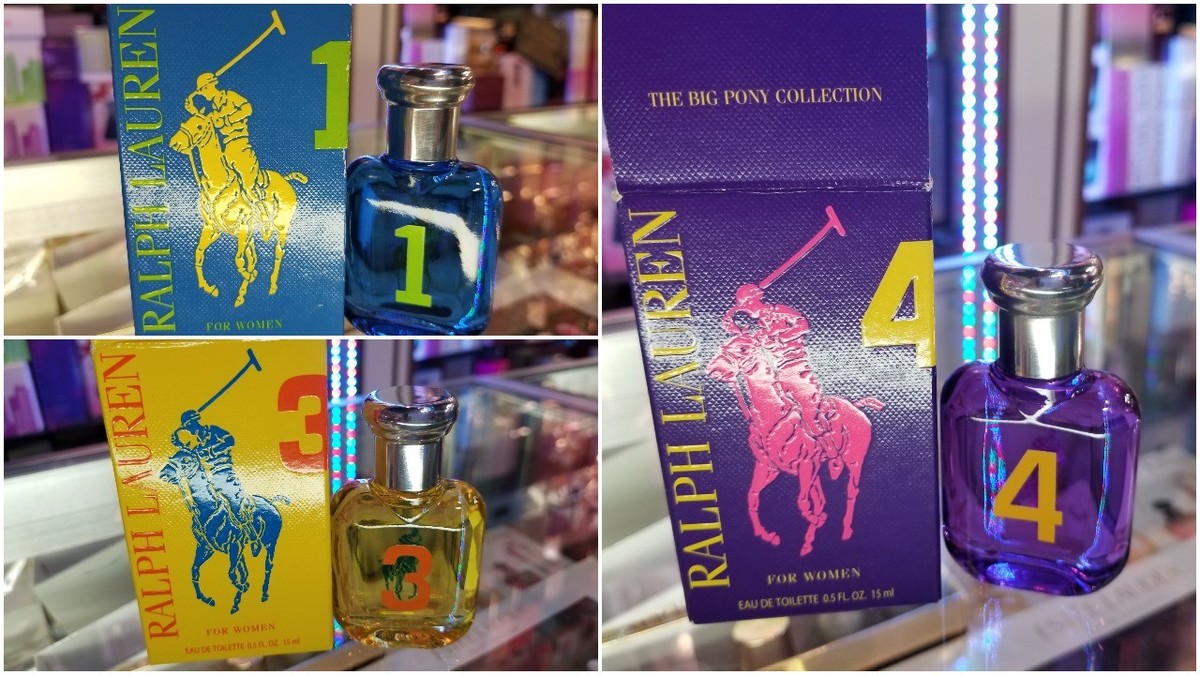 RALPH LAUREN
1
FOR WOMEN
1
RALPH LAUREN
3
FOR WOMEN
EAU DE TOILETTE 0.5 FL. OZ. 15 ml
3
THE BIG PONY COLLECTION
RALPH LAUREN
4
FOR WOMEN
EAU DE TOILETTE 0.5 FL. OZ. 15 ml
4